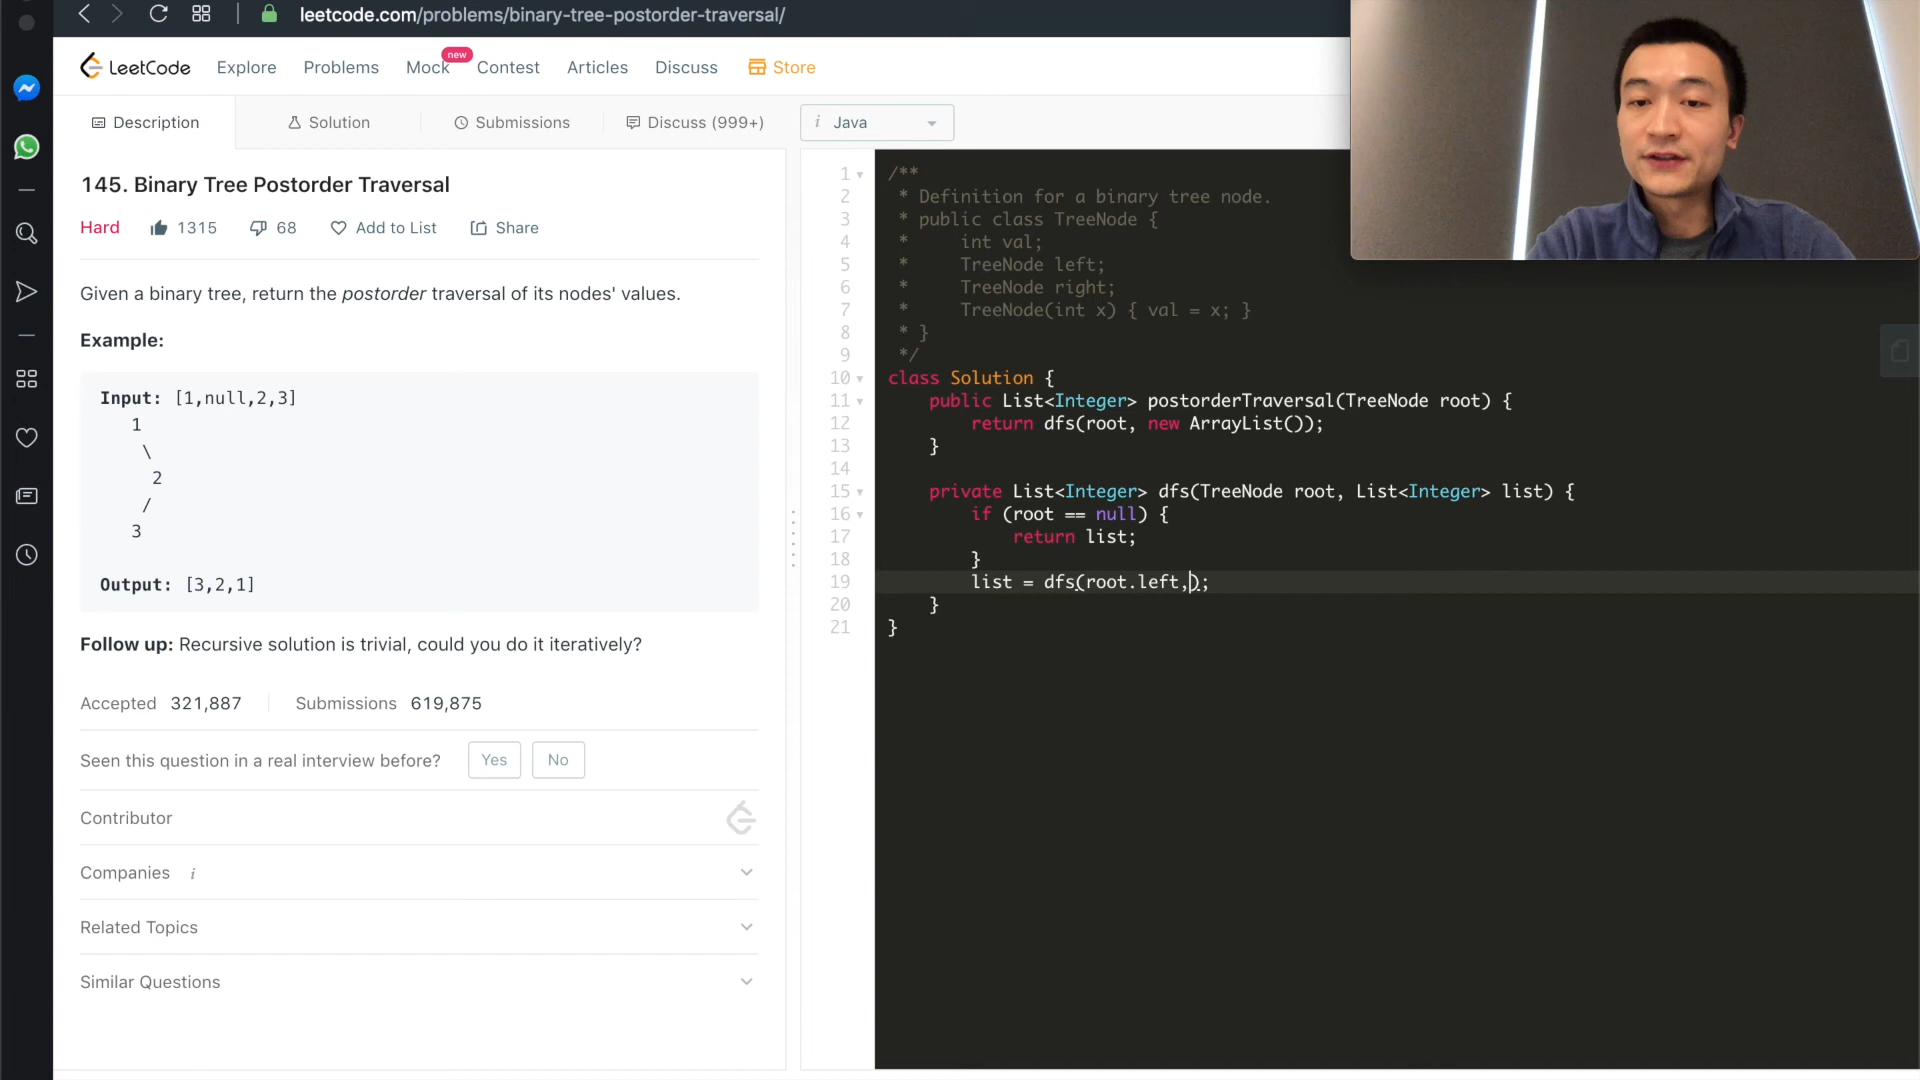 leetcode.com/problems/binary-tree-postorder-traversal/
LeetCode Explore Problems Mock new Contest Articles Discuss Store
Description Solution Submissions Discuss (999+)
i Java
145. Binary Tree Postorder Traversal
Hard 1315 68 Add to List Share
Given a binary tree, return the postorder traversal of its nodes' values.
Example:
Input: [1,null,2,3]
1
\
2
/
3
Output: [3,2,1]
Follow up: Recursive solution is trivial, could you do it iteratively?
Accepted 321,887 Submissions 619,875
Seen this question in a real interview before? Yes No
Contributor
Companies i
Related Topics
Similar Questions
1 /**
2 * Definition for a binary tree node.
3 * public class TreeNode {
4 * int val;
5 * TreeNode left;
6 * TreeNode right;
7 * TreeNode(int x) { val = x; }
8 * }
9 */
10 class Solution {
11 public List<Integer> postorderTraversal(TreeNode root) {
12 return dfs(root, new ArrayList());
13 }
14
15 private List<Integer> dfs(TreeNode root, List<Integer> list) {
16 if (root == null) {
17 return list;
18 }
19 list = dfs(root.left,);
20 }
21 }